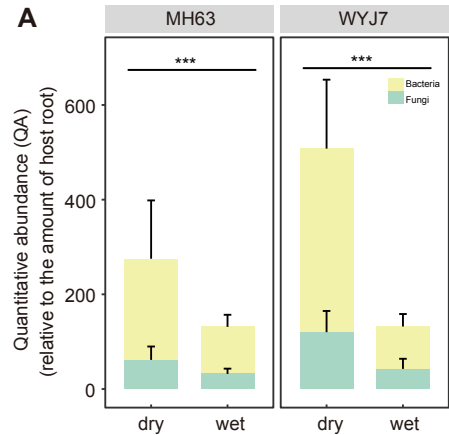 A
MH63
WYJ7
***
***
Bacteria
Fungi
Quantitative abundance (QA)
(relative to the amount of host root)
600
400
200
0
dry
wet
dry
wet